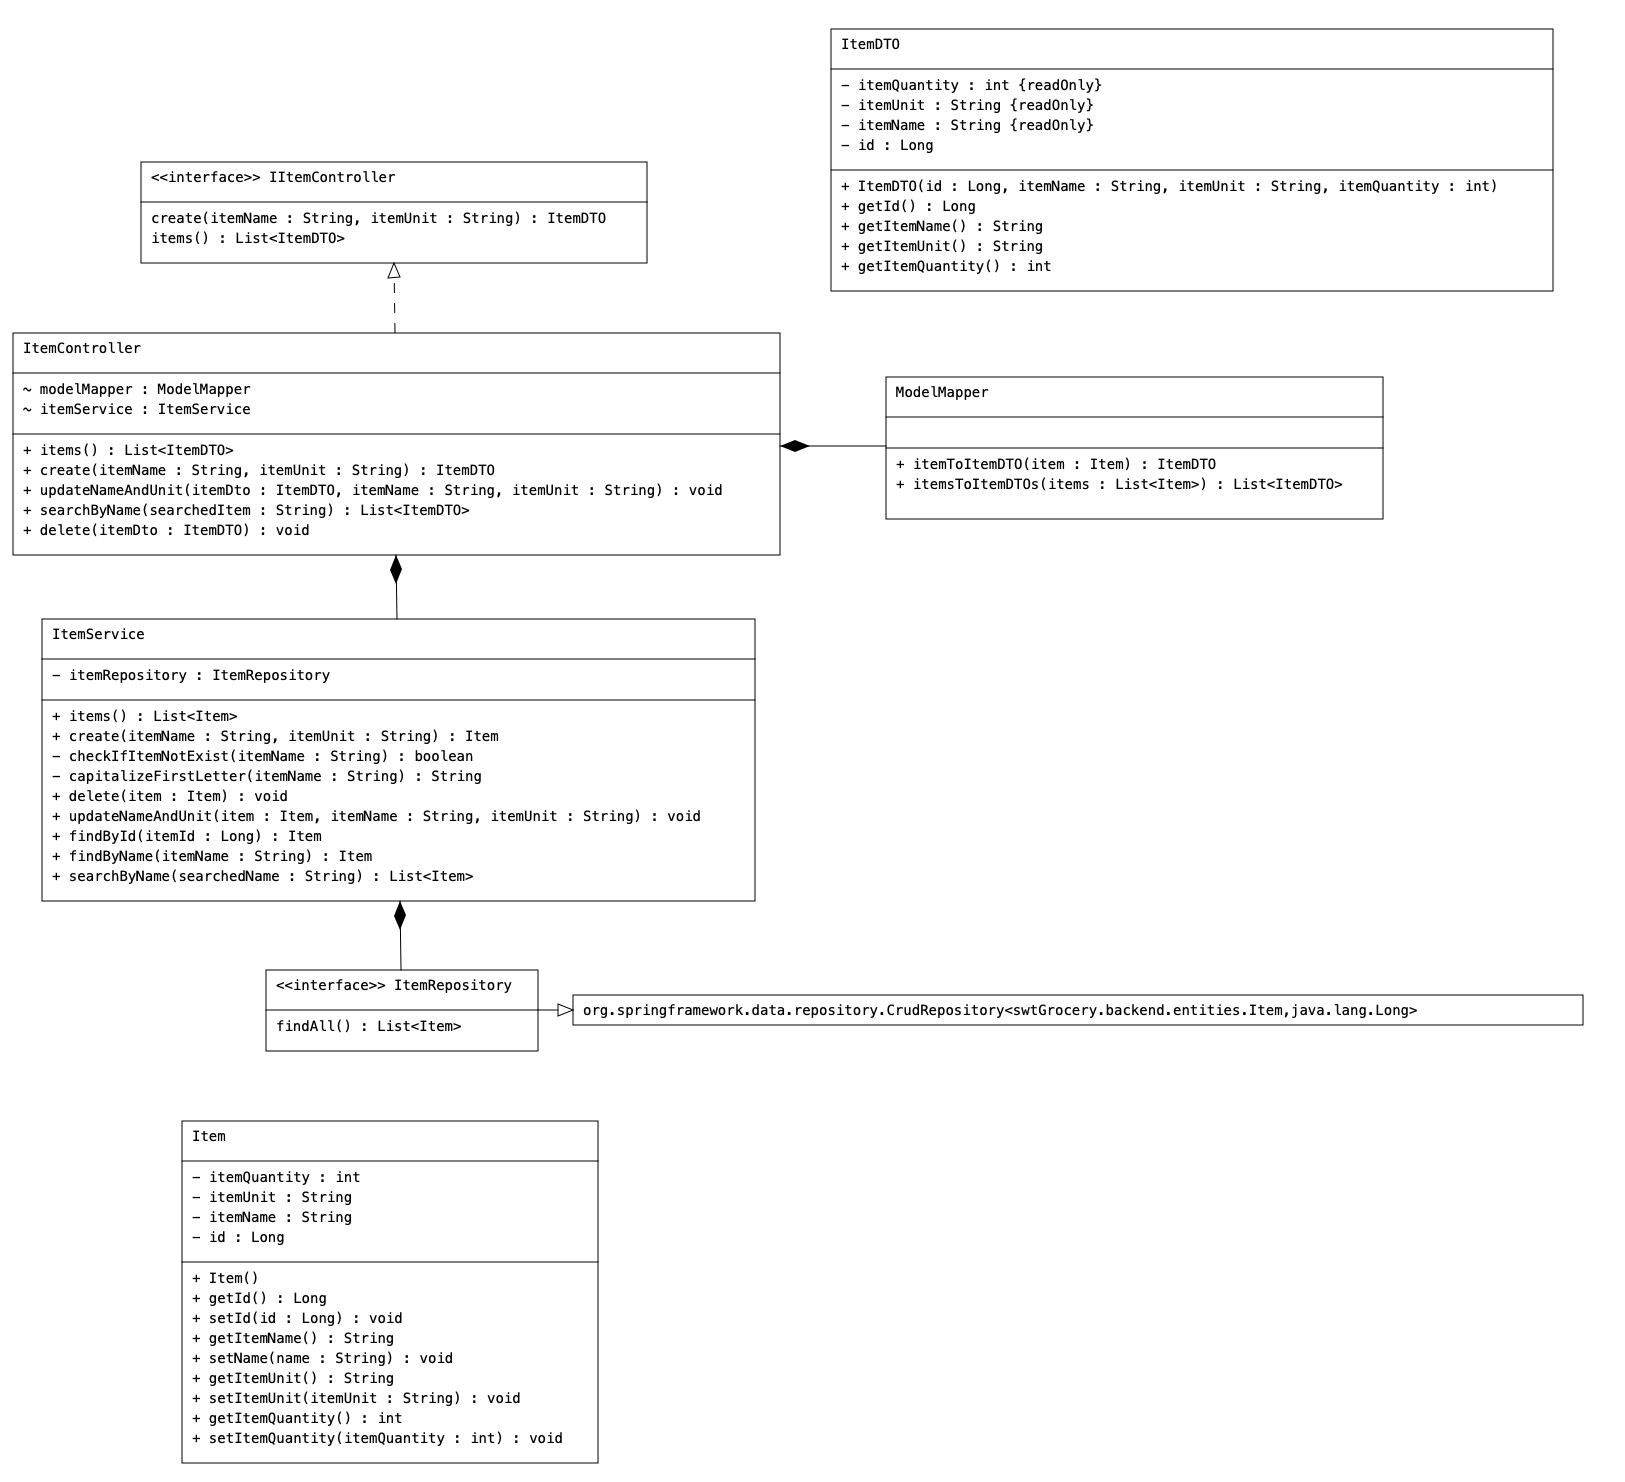 ItemDTO
− itemQuantity : int {readOnly}
− itemUnit : String {readOnly}
− itemName : String {readOnly}
− id : Long
+ ItemDTO(id : Long, itemName : String, itemUnit : String, itemQuantity : int)
+ getId() : Long
+ getItemName() : String
+ getItemUnit() : String
+ getItemQuantity() : int
<<interface>> IItemController
create(itemName : String, itemUnit : String) : ItemDTO
items() : List<ItemDTO>
ItemController
~ modelMapper : ModelMapper
~ itemService : ItemService
+ items() : List<ItemDTO>
+ create(itemName : String, itemUnit : String) : ItemDTO
+ updateNameAndUnit(itemDto : ItemDTO, itemName : String, itemUnit : String) : void
+ searchByName(searchedItem : String) : List<ItemDTO>
+ delete(itemDto : ItemDTO) : void
ModelMapper
+ itemToItemDTO(item : Item) : ItemDTO
+ itemsToItemDTOs(items : List<Item>) : List<ItemDTO>
ItemService
− itemRepository : ItemRepository
+ items() : List<Item>
+ create(itemName : String, itemUnit : String) : Item
− checkIfItemNotExist(itemName : String) : boolean
− capitalizeFirstLetter(itemName : String) : String
+ delete(item : Item) : void
+ updateNameAndUnit(item : Item, itemName : String, itemUnit : String) : void
+ findById(itemId : Long) : Item
+ findByName(itemName : String) : Item
+ searchByName(searchedName : String) : List<Item>
<<interface>> ItemRepository
findAll() : List<Item>
org.springframework.data.repository.CrudRepository<swtGrocery.backend.entities.Item,java.lang.Long>
Item
− itemQuantity : int
− itemUnit : String
− itemName : String
− id : Long
+ Item()
+ getId() : Long
+ setId(id : Long) : void
+ getItemName() : String
+ setName(name : String) : void
+ getItemUnit() : String
+ setItemUnit(itemUnit : String) : void
+ getItemQuantity() : int
+ setItemQuantity(itemQuantity : int) : void